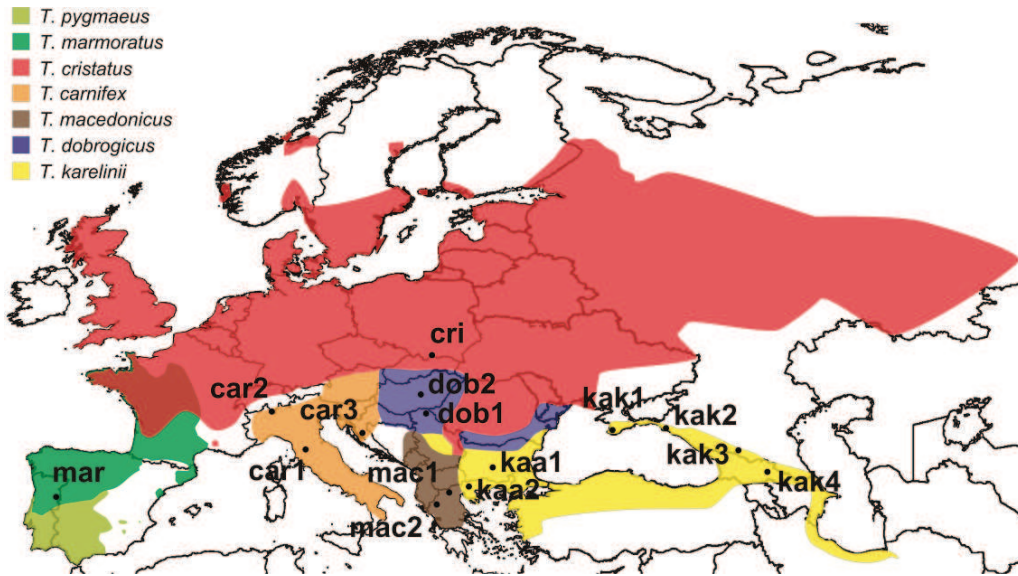 T. pygmaeus
T. marmoratus
T. cristatus
T. carnifex
T. macedonicus
T. dobrogicus
T. karelinii
cri
car2
dob2
dob1
kak1
kak2
car3
kak3
mar
car1
mac1
kaa1
kak4
kaa2
mac2